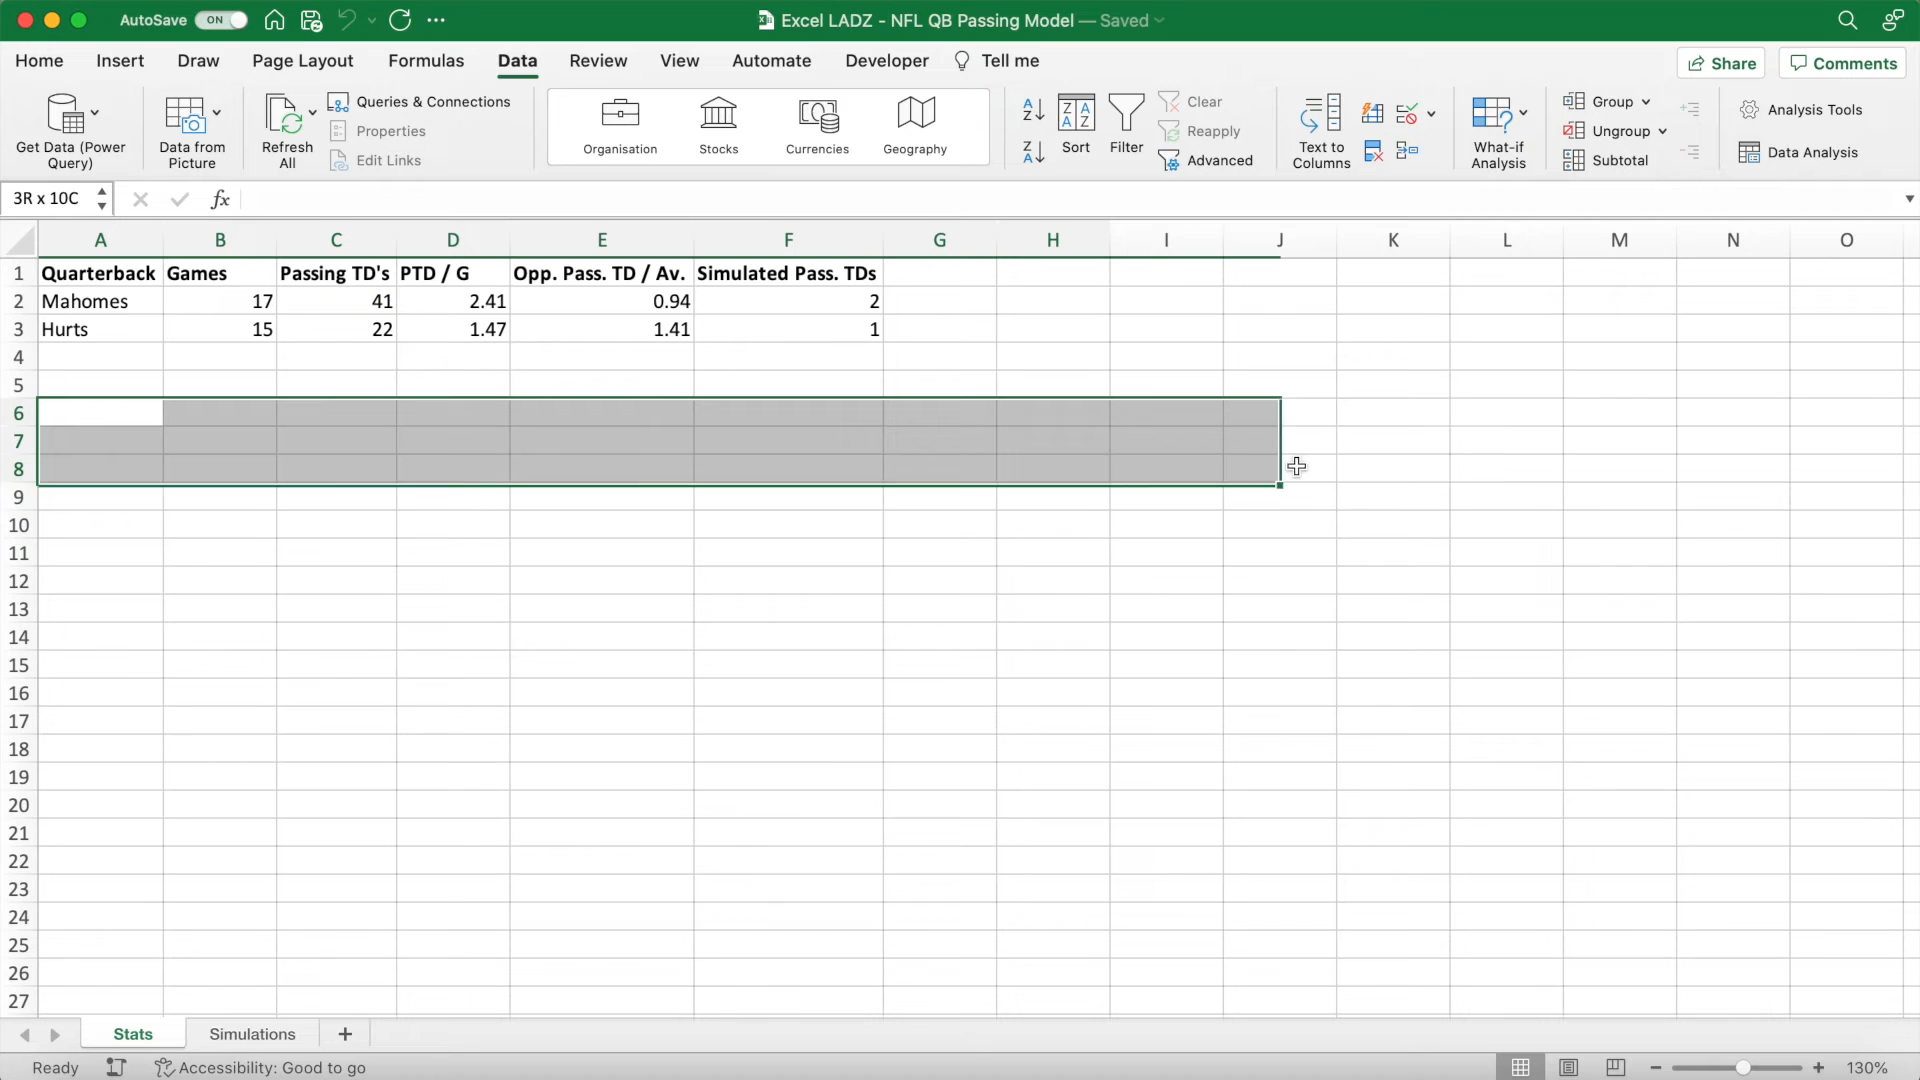 AutoSave ON Excel LADZ - NFL QB Passing Model — Saved
Home Insert Draw Page Layout Formulas Data Review View Automate Developer Tell me Share Comments
Get Data (Power Query)
Data from Picture
Refresh All
Queries & Connections
Properties
Edit Links
Organisation Stocks Currencies Geography
Sort Filter
Clear
Reapply
Advanced
Text to Columns
What-if Analysis
Group
Ungroup
Subtotal
Analysis Tools
Data Analysis
3R x 10C fx
A B C D E F G H I J K L M N O
1 Quarterback Games Passing TD's PTD / G Opp. Pass. TD / Av. Simulated Pass. TDs
2 Mahomes 17 41 2.41 0.94 2
3 Hurts 15 22 1.47 1.41 1
4
5
6
7
8
9
10
11
12
13
14
15
16
17
18
19
20
21
22
23
24
25
26
27
Stats Simulations +
Ready Accessibility: Good to go 130%